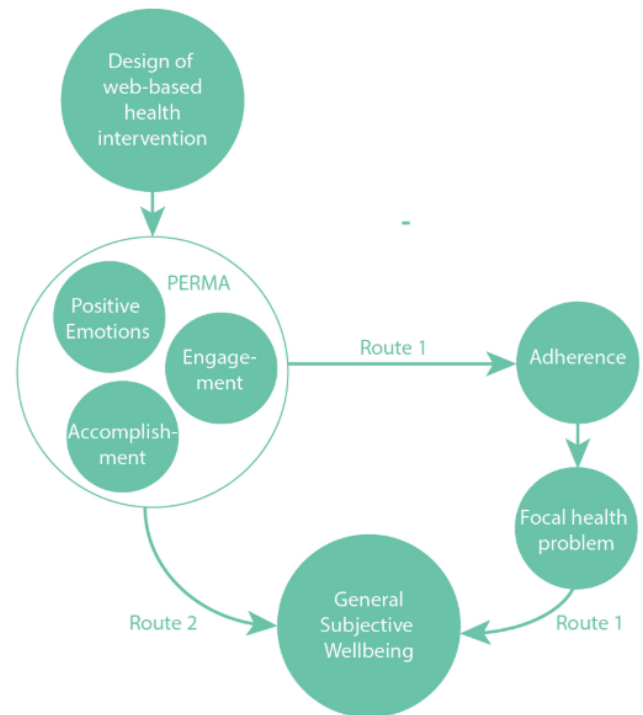 Design of
web-based
health
intervention
-
PERMA
Positive
Emotions
Engage-
ment
Accomplish-
ment
Route 1
Adherence
Focal health
problem
Route 2
General
Subjective
Wellbeing
Route 1